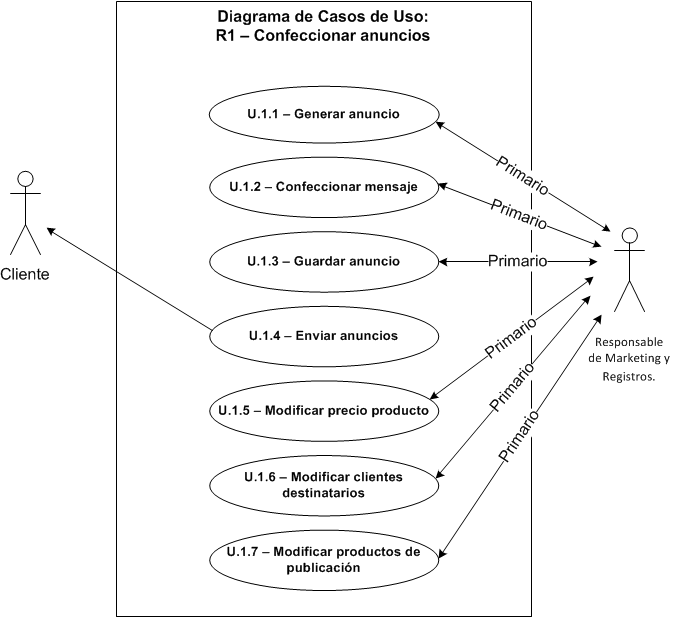 Diagrama de Casos de Uso:
R1 – Confeccionar anuncios
U.1.1 – Generar anuncio
Primario
U.1.2 – Confeccionar mensaje
Primario
Cliente
U.1.3 – Guardar anuncio
Primario
U.1.4 – Enviar anuncios
Primario
Responsable
de Marketing y
Registros.
U.1.5 – Modificar precio producto
Primario
U.1.6 – Modificar clientes
destinatarios
Primario
U.1.7 – Modificar productos de
publicación